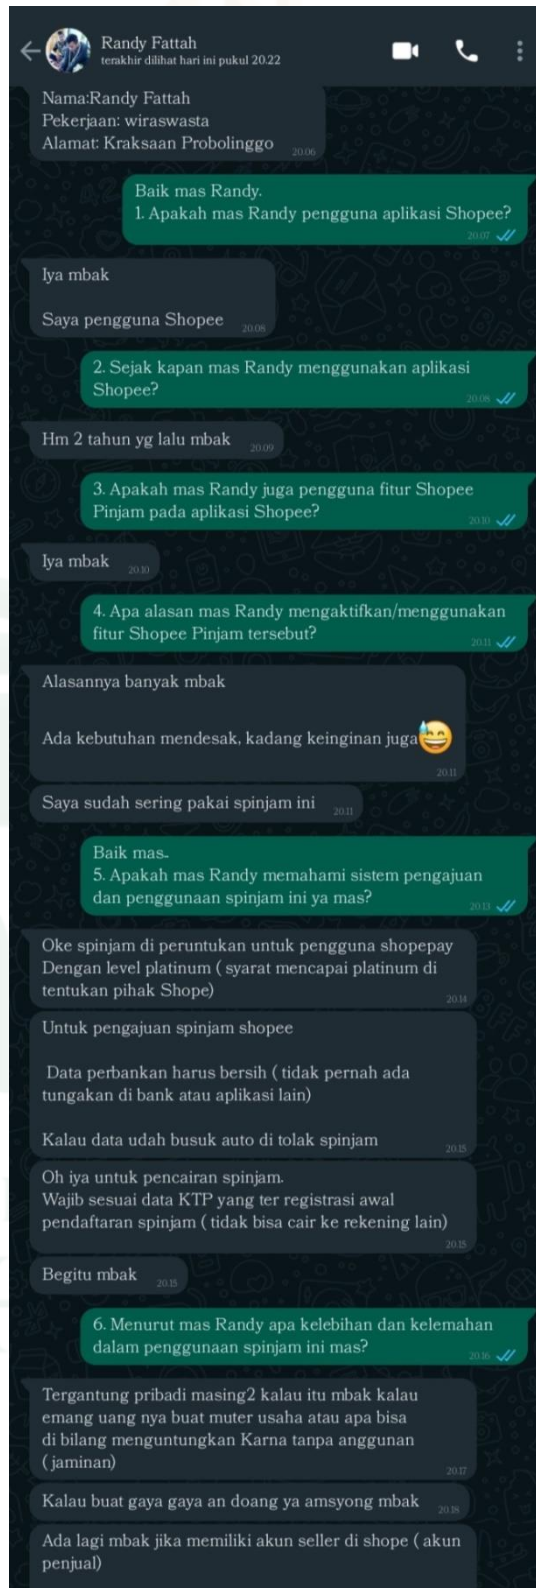 Randy Fattah
terakhir dilihat hari ini pukul 20.22
Nama:Randy Fattah
Pekerjaan: wiraswasta
Alamat: Kraksaan Probolinggo
20.06
Baik mas Randy.
1. Apakah mas Randy pengguna aplikasi Shopee?
20.07
Iya mbak
Saya pengguna Shopee
20.08
2. Sejak kapan mas Randy menggunakan aplikasi
Shopee?
20.08
Hm 2 tahun yg lalu mbak
20.09
3. Apakah mas Randy juga pengguna fitur Shopee
Pinjam pada aplikasi Shopee?
20.10
Iya mbak
20.10
4. Apa alasan mas Randy mengaktifkan/menggunakan
fitur Shopee Pinjam tersebut?
20.11
Alasannya banyak mbak
Ada kebutuhan mendesak, kadang keinginan juga😅
20.11
Saya sudah sering pakai spinjam ini
20.11
Baik mas..
5. Apakah mas Randy memahami sistem pengajuan
dan penggunaan spinjam ini ya mas?
20.13
Oke spinjam di peruntukan untuk pengguna shopepay
Dengan level platinum ( syarat mencapai platinum di
tentukan pihak Shope)
20.14
Untuk pengajuan spinjam shopee
Data perbankan harus bersih ( tidak pernah ada
tungakan di bank atau aplikasi lain)
Kalau data udah busuk auto di tolak spinjam
20.15
Oh iya untuk pencairan spinjam.
Wajib sesuai data KTP yang ter registrasi awal
pendaftaran spinjam ( tidak bisa cair ke rekening lain)
20.15
Begitu mbak
20.15
6. Menurut mas Randy apa kelebihan dan kelemahan
dalam penggunaan spinjam ini mas?
20.16
Tergantung pribadi masing2 kalau itu mbak kalau
emang uang nya buat muter usaha atau apa bisa
di bilang menguntungkan Karna tanpa anggunan
( jaminan)
20.17
Kalau buat gaya gaya an doang ya amsyong mbak
20.18
Ada lagi mbak jika memiliki akun seller di shope ( akun
penjual)